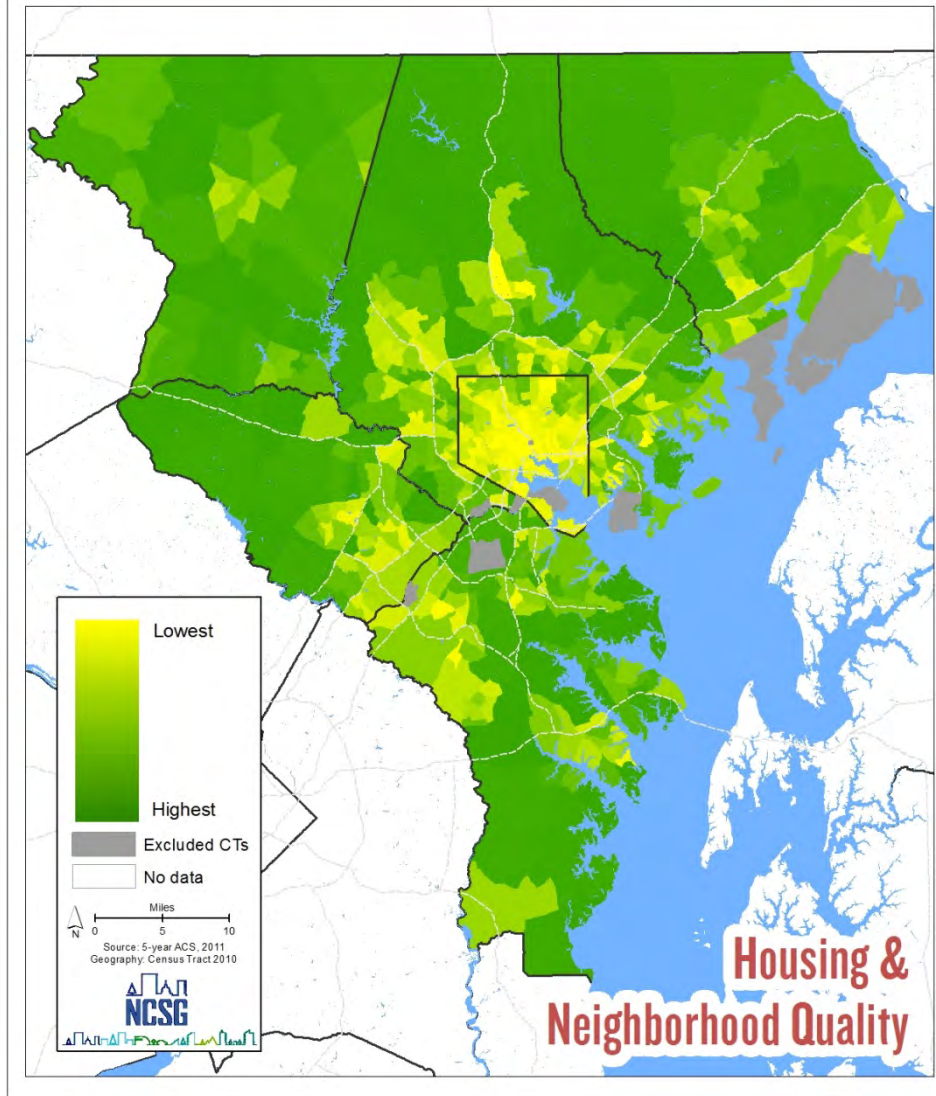 Lowest
Highest
Excluded CTs
No data
Miles
0 5 10
N
Source: 5-year ACS, 2011
Geography: Census Tract 2010
NCSG
Housing &
Neighborhood Quality